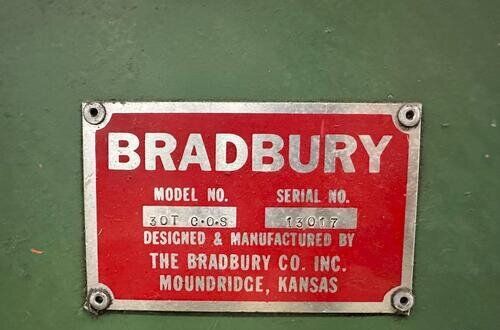 BRADBURY
MODEL NO. SERIAL NO.
30T C·O·S 13017
DESIGNED & MANUFACTURED BY
THE BRADBURY CO. INC.
MOUNDRIDGE, KANSAS